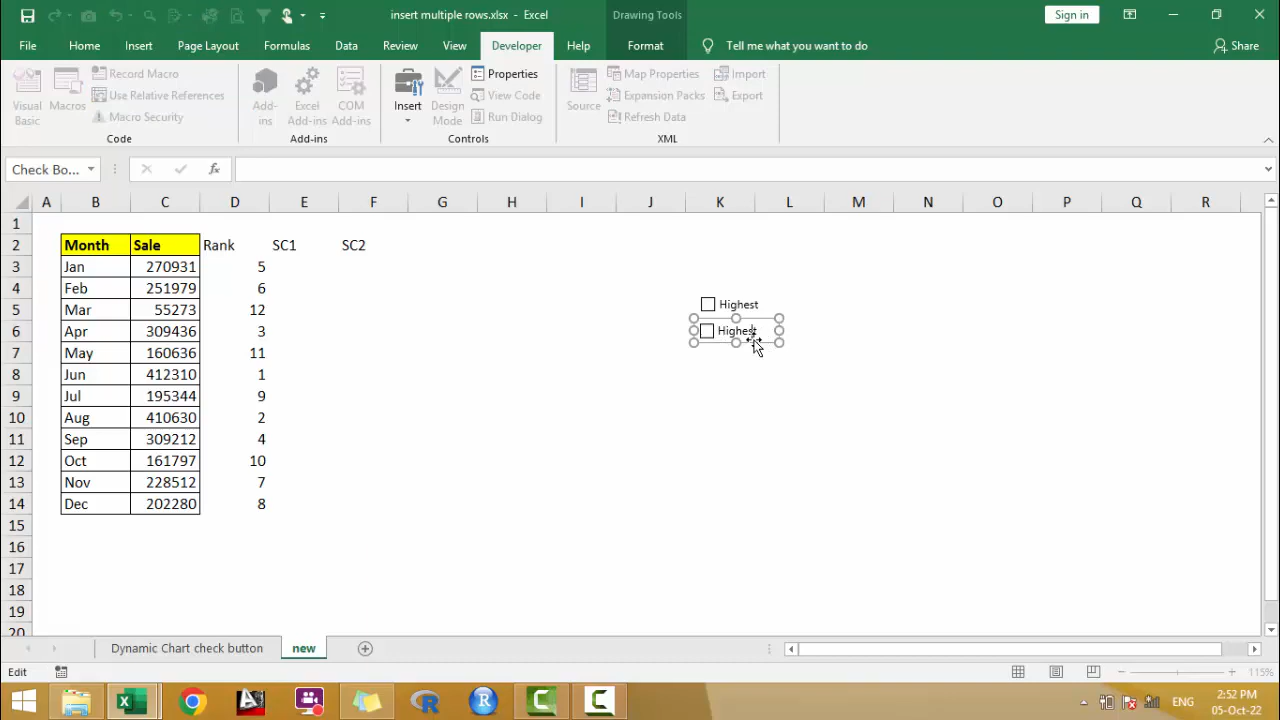 insert multiple rows.xlsx - Excel
Drawing Tools
Sign in
File Home Insert Page Layout Formulas Data Review View Developer Help Format Tell me what you want to do Share
Visual Basic
Macros
Record Macro
Use Relative References
Macro Security
Code
Add-ins
Excel Add-ins
COM Add-ins
Add-ins
Insert
Design Mode
Properties
View Code
Run Dialog
Controls
Source
Map Properties
Expansion Packs
Refresh Data
Import
Export
XML
Check Bo... fx
A B C D E F G H I J K L M N O P Q R
1
2 Month Sale Rank SC1 SC2
3 Jan 270931 5
4 Feb 251979 6
5 Mar 55273 12
6 Apr 309436 3
7 May 160636 11
8 Jun 412310 1
9 Jul 195344 9
10 Aug 410630 2
11 Sep 309212 4
12 Oct 161797 10
13 Nov 228512 7
14 Dec 202280 8
15
16
17
18
19
20
Highest
Highest
Dynamic Chart check button new
Edit 115%
ENG
2:52 PM
05-Oct-22